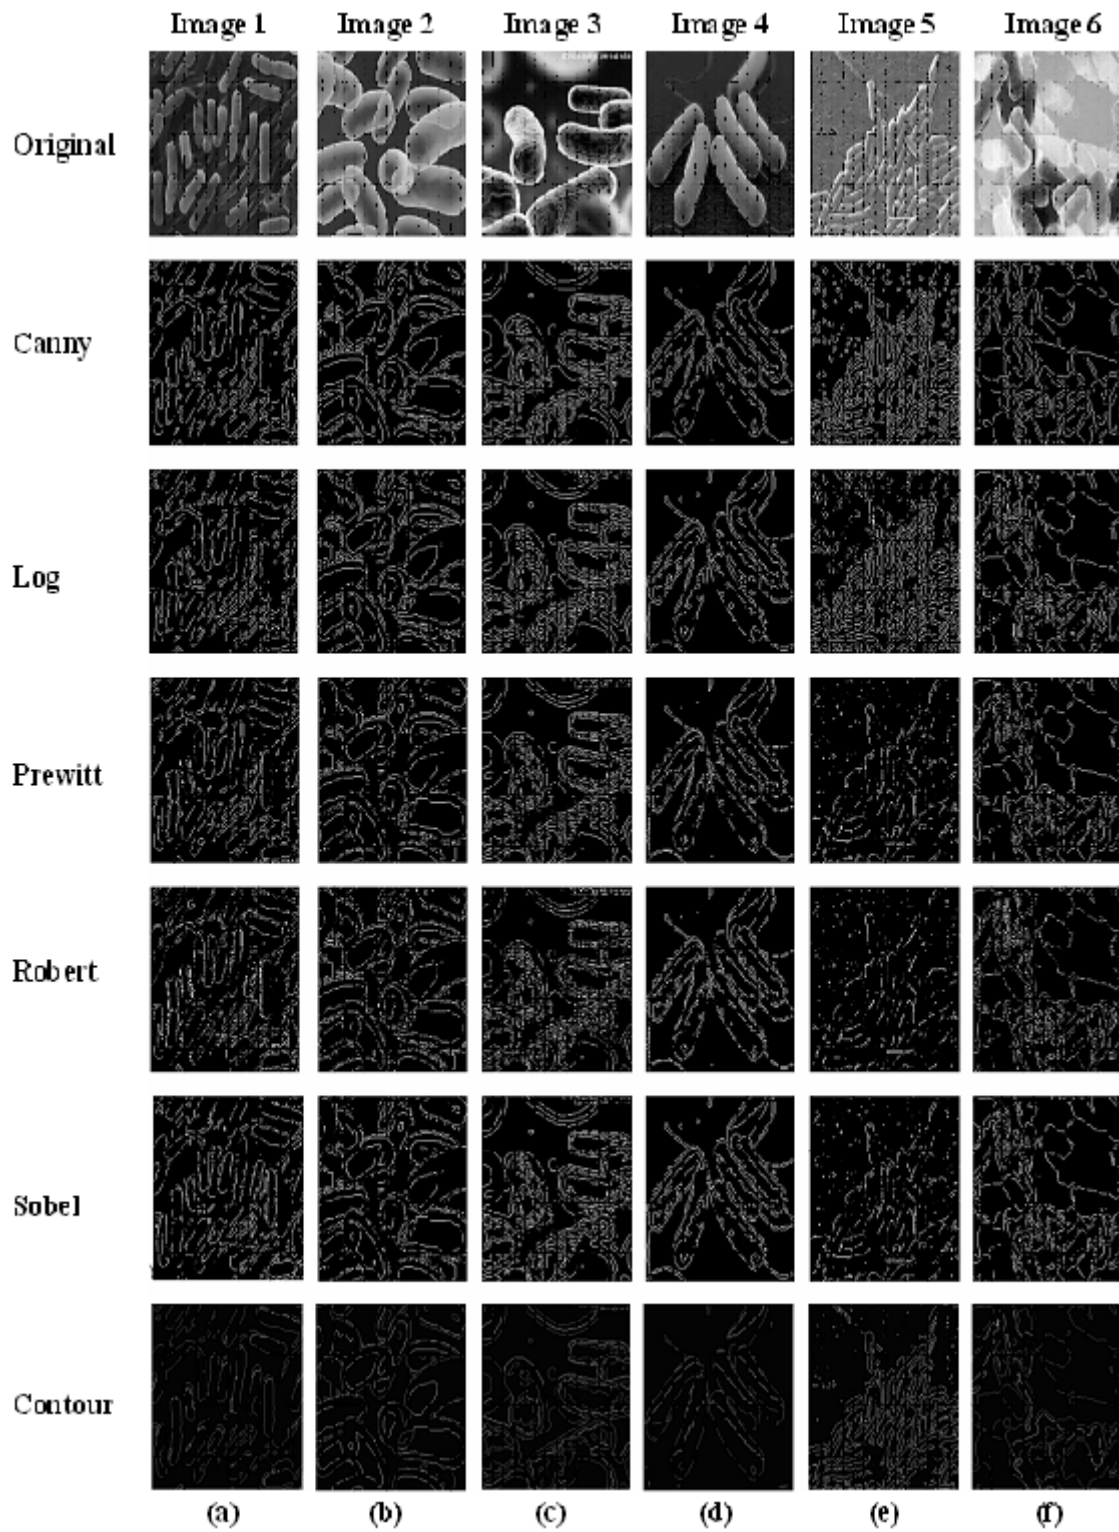 Image 1 Image 2 Image 3 Image 4 Image 5 Image 6
Original
Canny
Log
Prewitt
Robert
Sobel
Contour
(a) (b) (c) (d) (e) (f)